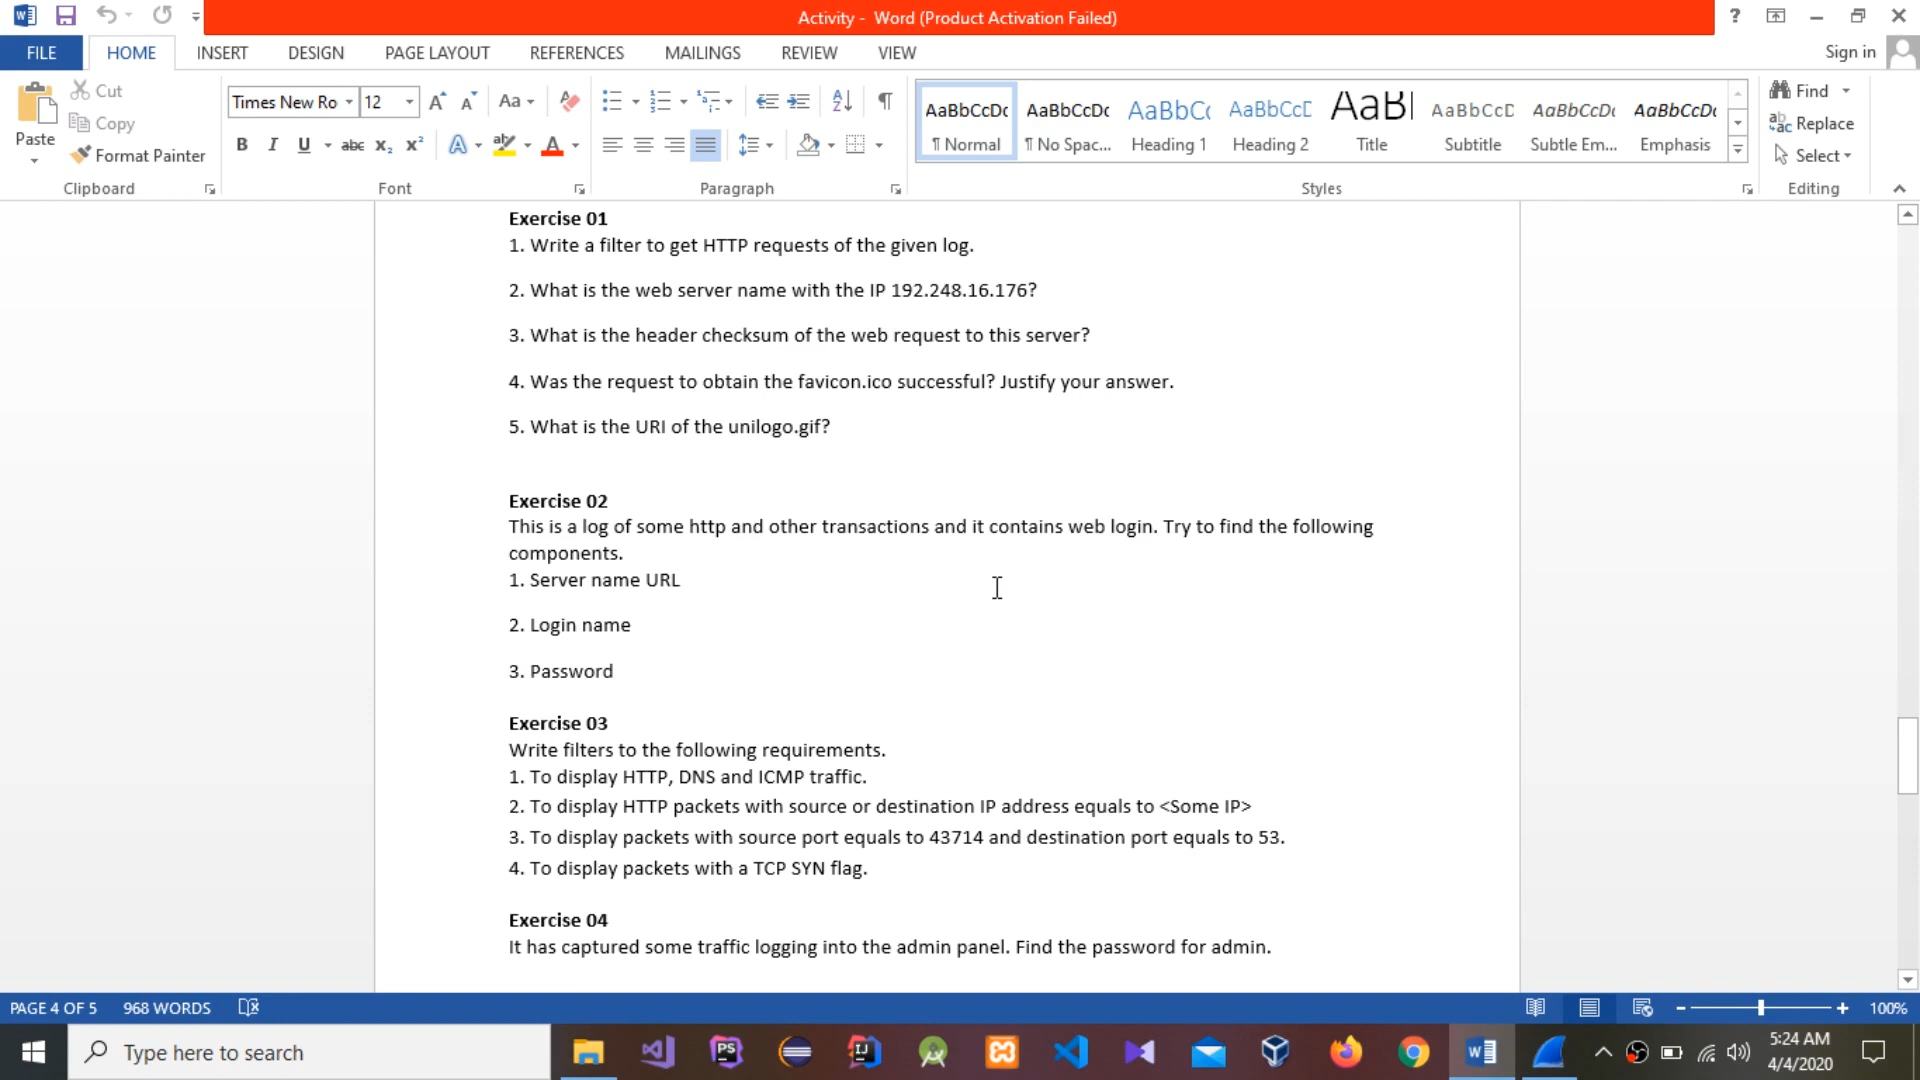 Activity - Word (Product Activation Failed)
FILE HOME INSERT DESIGN PAGE LAYOUT REFERENCES MAILINGS REVIEW VIEW Sign in
Paste
Cut
Copy
Format Painter
Clipboard
Times New Ro 12
Font
Paragraph
AaBbCcDc AaBbCcDc AaBbC AaBbCcD AaBl AaBbCcD AaBbCcDc AaBbCcDc
¶ Normal ¶ No Spac... Heading 1 Heading 2 Title Subtitle Subtle Em... Emphasis
Styles
Find
Replace
Select
Editing
Exercise 01
1. Write a filter to get HTTP requests of the given log.
2. What is the web server name with the IP 192.248.16.176?
3. What is the header checksum of the web request to this server?
4. Was the request to obtain the favicon.ico successful? Justify your answer.
5. What is the URI of the unilogo.gif?
Exercise 02
This is a log of some http and other transactions and it contains web login. Try to find the following
components.
1. Server name URL
2. Login name
3. Password
Exercise 03
Write filters to the following requirements.
1. To display HTTP, DNS and ICMP traffic.
2. To display HTTP packets with source or destination IP address equals to <Some IP>
3. To display packets with source port equals to 43714 and destination port equals to 53.
4. To display packets with a TCP SYN flag.
Exercise 04
It has captured some traffic logging into the admin panel. Find the password for admin.
PAGE 4 OF 5 968 WORDS 100%
Type here to search
5:24 AM
4/4/2020